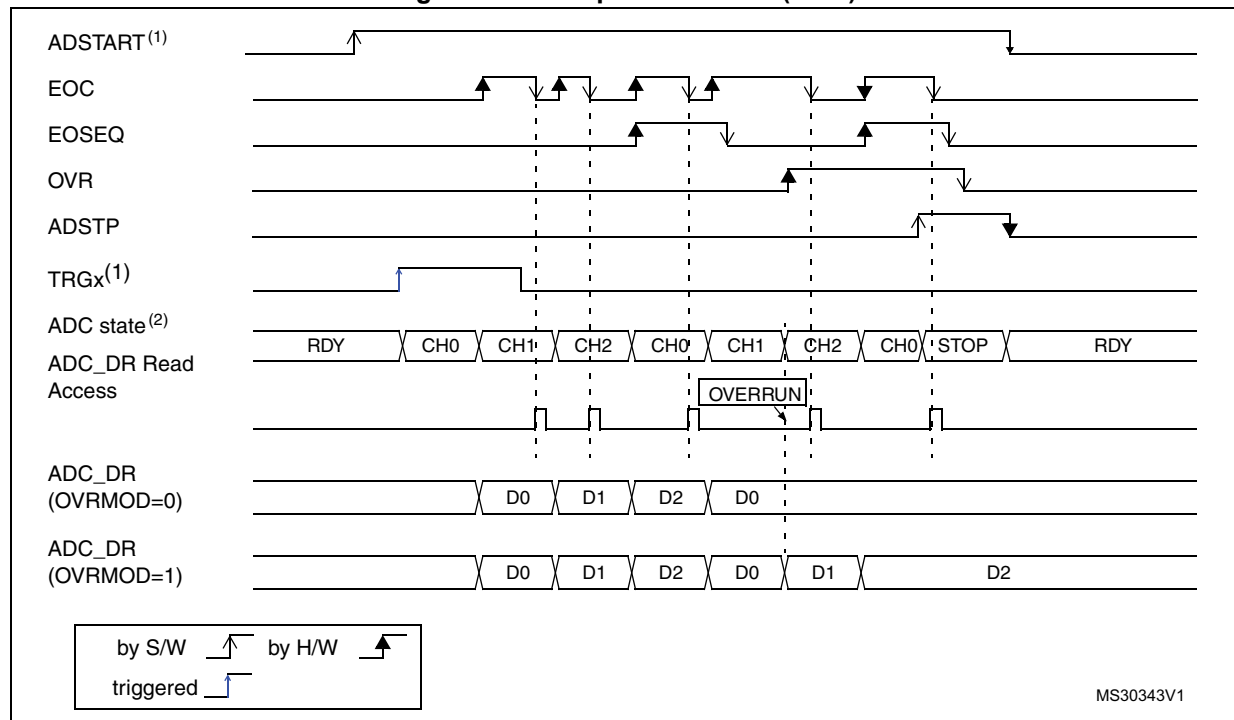 ADSTART(1)
EOC
EOSEQ
OVR
ADSTP
TRGx(1)
ADC state(2)
RDY CH0 CH1 CH2 CH0 CH1 CH2 CH0 STOP RDY
ADC_DR Read
Access
OVERRUN
ADC_DR
(OVRMOD=0)
D0 D1 D2 D0
ADC_DR
(OVRMOD=1)
D0 D1 D2 D0 D1 D2
by S/W by H/W
triggered
MS30343V1